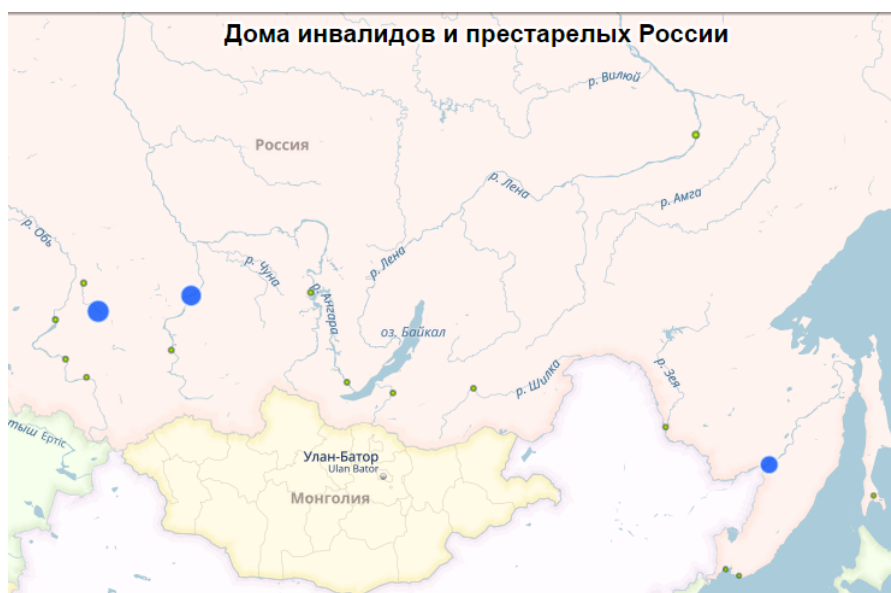 Дома инвалидов и престарелых России
р. Вилюй
Россия
р. Лена
р. Амга
р. Обь
р. Чуна
р. Лена
р. Ангара
оз. Байкал
р. Зея
р. Шилка
тыш Ертіс
Улан-Батор
Ulan Bator
Монголия